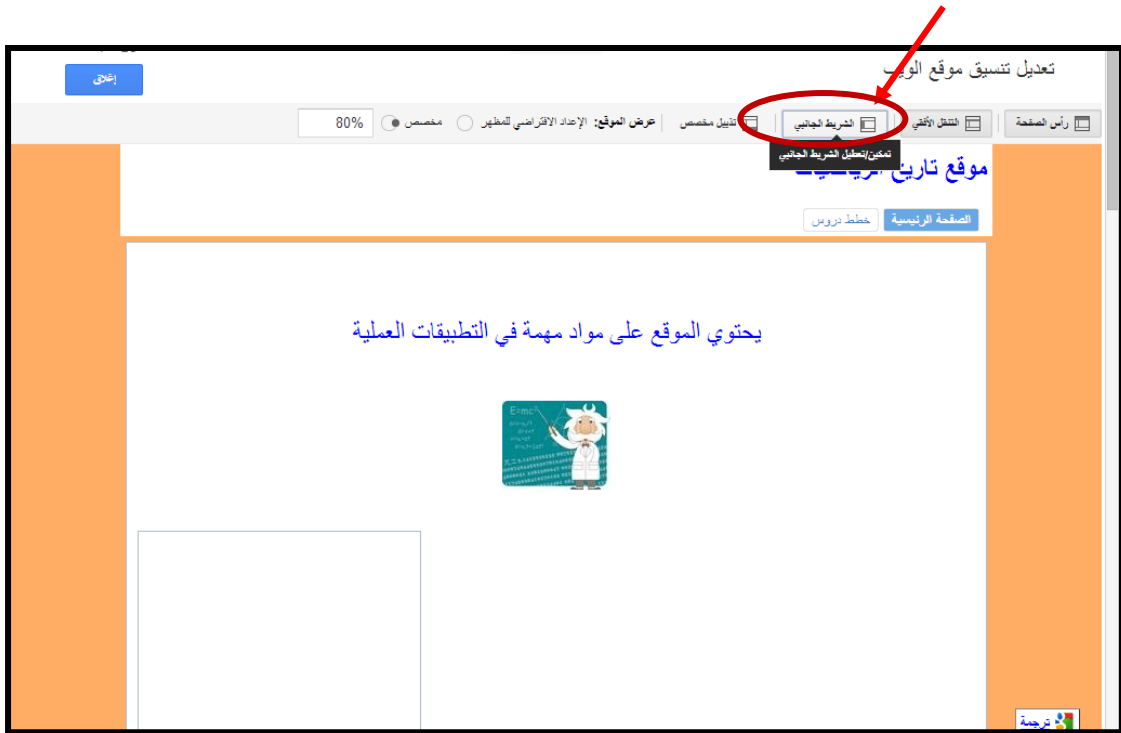 تعديل تنسيق موقع الويب
إغلاق
رأس الصفحة التنقل الأفقي الشريط الجانبي تذييل مخصص عرض الموقع: الإعداد الافتراضي للمظهر مخصص 80%
تمكين/تعطيل الشريط الجانبي
موقع تاريخ
الصفحة الرئيسية خطط دروس
يحتوي الموقع على مواد مهمة في التطبيقات العملية
E=mc²
ترجمة